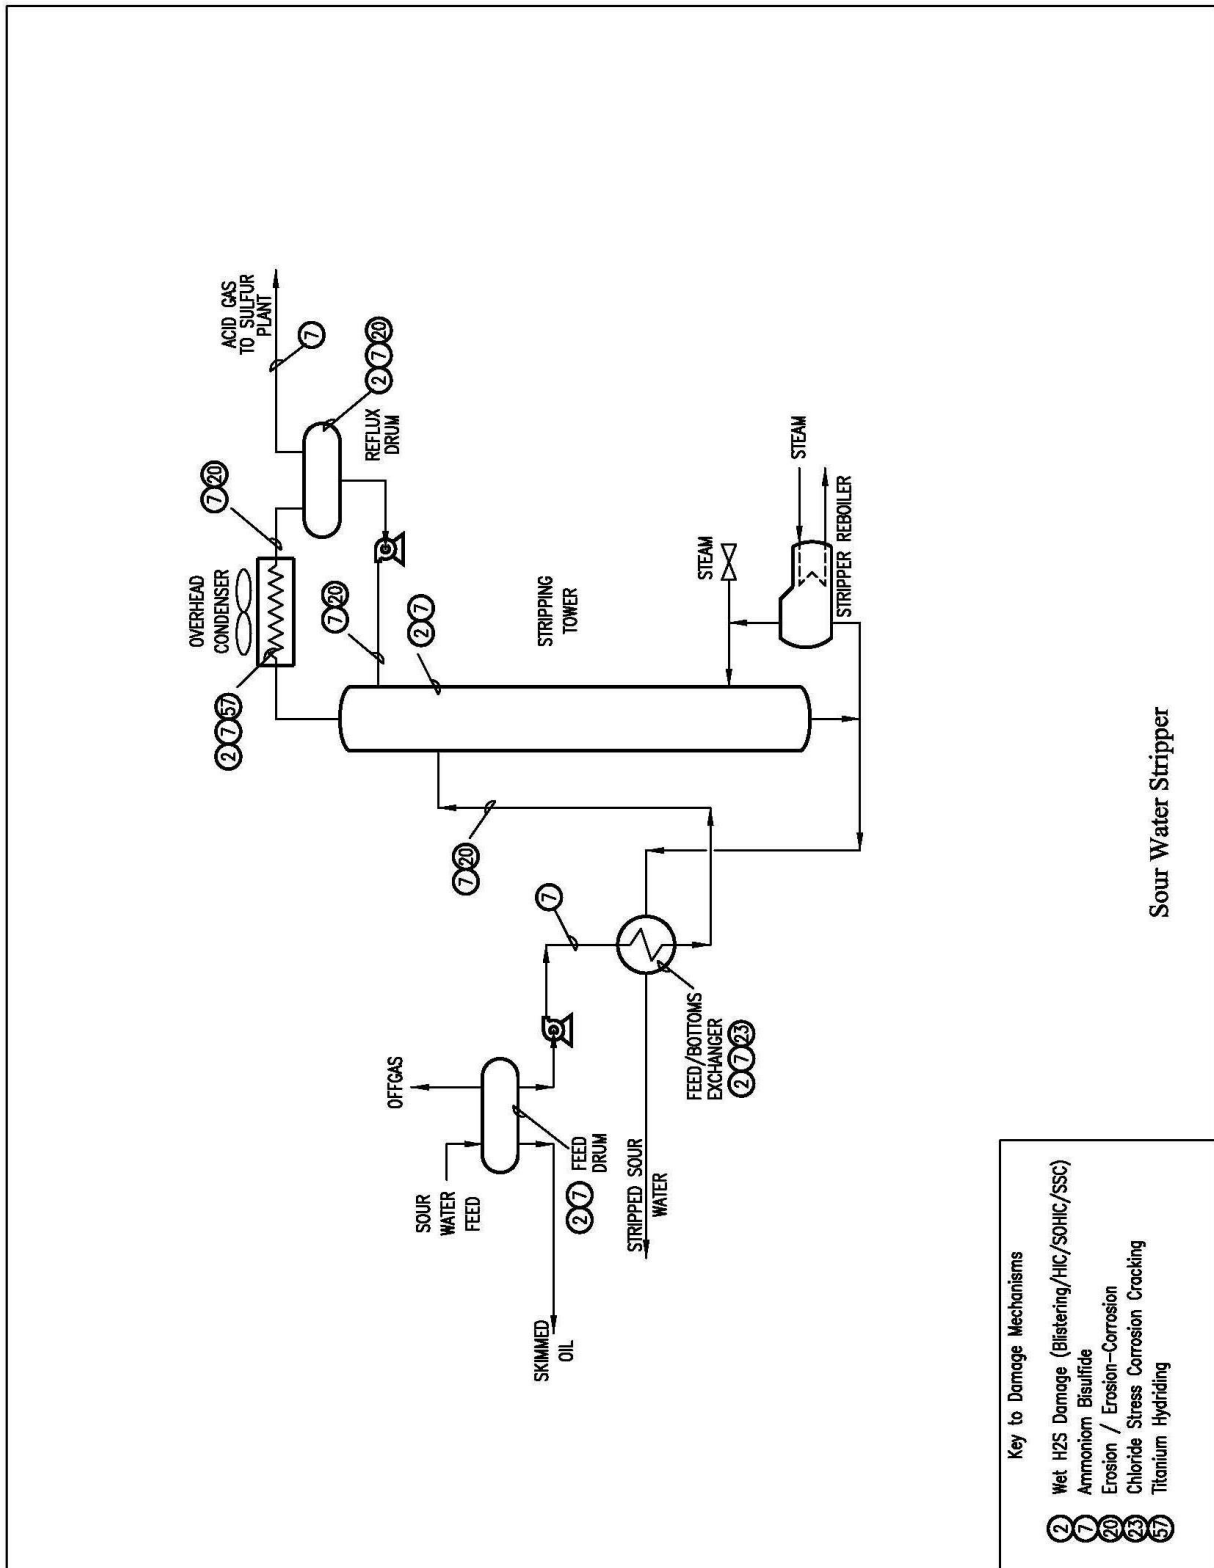 ACID GAS
TO SULFUR
PLANT
7
7 20
OVERHEAD
CONDENSER
2 7 57
REFLUX
DRUM
2 7 20
7 20
2 7
STRIPPING
TOWER
STEAM
STEAM
STRIPPER REBOILER
7 20
7
OFFGAS
SOUR
WATER
FEED
FEED
DRUM
2 7
FEED/BOTTOMS
EXCHANGER
2 7 23
STRIPPED SOUR
WATER
SKIMMED
OIL
Key to Damage Mechanisms
2 Wet H2S Damage (Blistering/HIC/SOHIC/SSC)
7 Ammoniom Bisulfide
20 Erosion / Erosion-Corrosion
23 Chloride Stress Corrosion Cracking
57 Titanium Hydriding
Sour Water Stripper